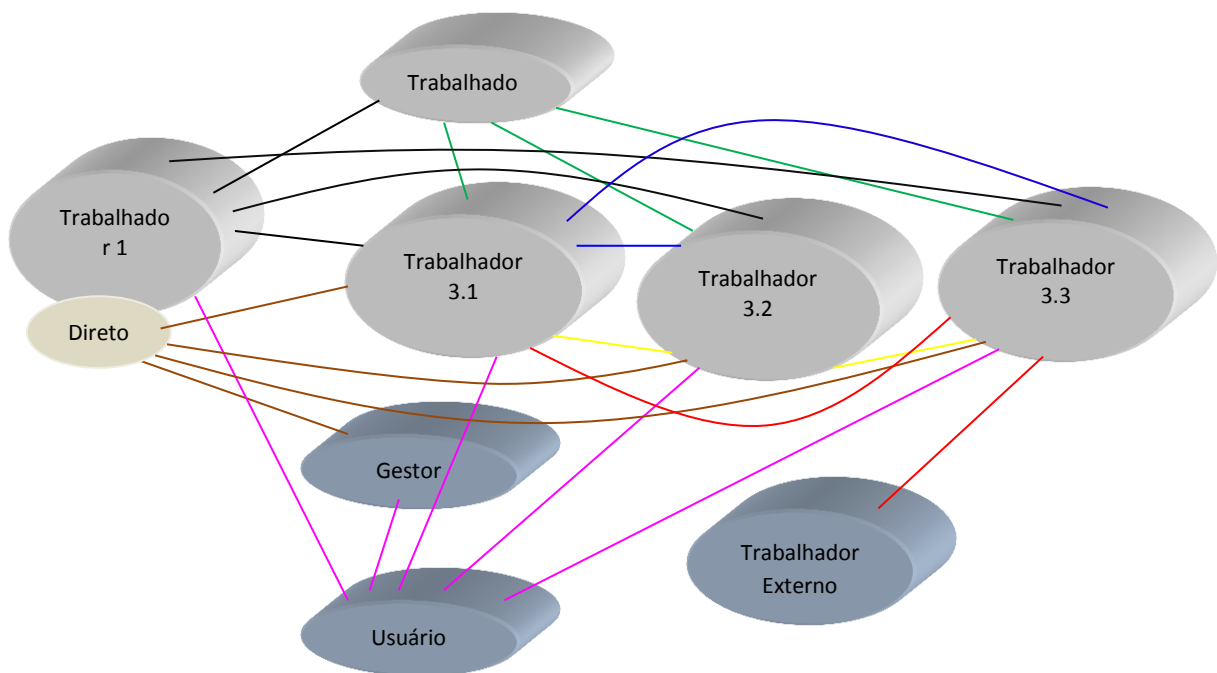 Trabalhado
Trabalhado
r 1
Trabalhador
3.1
Trabalhador
3.2
Trabalhador
3.3
Direto
Gestor
Trabalhador
Externo
Usuário